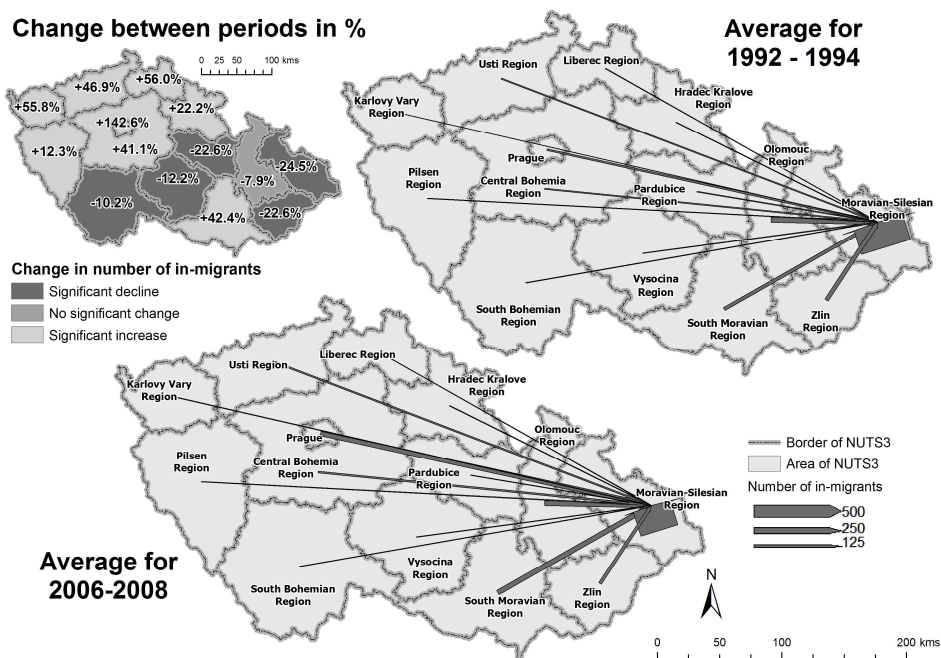 Change between periods in %
0 25 50 100 kms
+46.9%
+56.0%
+55.8%
+22.2%
+142.6%
+12.3%
+41.1%
-22.6%
-24.5%
-12.2%
-7.9%
-10.2%
+42.4%
-22.6%
Change in number of in-migrants
Significant decline
No significant change
Significant increase
Average for
1992 - 1994
Usti Region
Liberec Region
Hradec Kralove
Region
Karlovy Vary
Region
Olomouc
Region
Prague
Pilsen
Region
Central Bohemia
Region
Pardubice
Region
Moravian-Silesian
Region
Vysocina
Region
South Bohemian
Region
South Moravian
Region
Zlin
Region
Average for
2006-2008
Usti Region
Liberec Region
Karlovy Vary
Region
Hradec Kralove
Region
Olomouc
Region
Prague
Pilsen
Region
Central Bohemia
Region
Pardubice
Region
Moravian-Silesian
Region
Vysocina
Region
South Bohemian
Region
South Moravian
Region
Zlin
Region
Border of NUTS3
Area of NUTS3
Number of in-migrants
500
250
125
N
0 50 100 200 kms